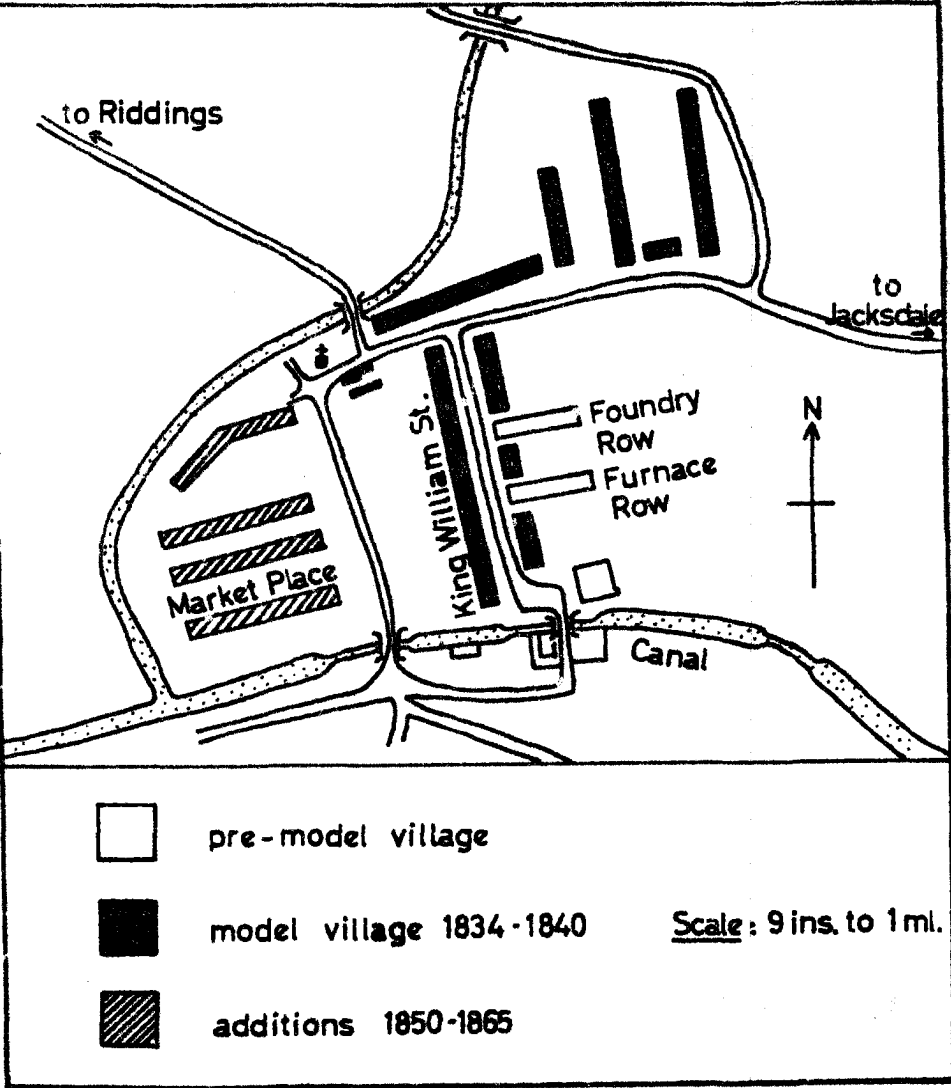 to Riddings
to
Jacksdale
N
Foundry
Row
Furnace
Row
King William St.
Market Place
Canal
pre-model village
model village 1834-1840
Scale: 9 ins. to 1 ml.
additions 1850-1865